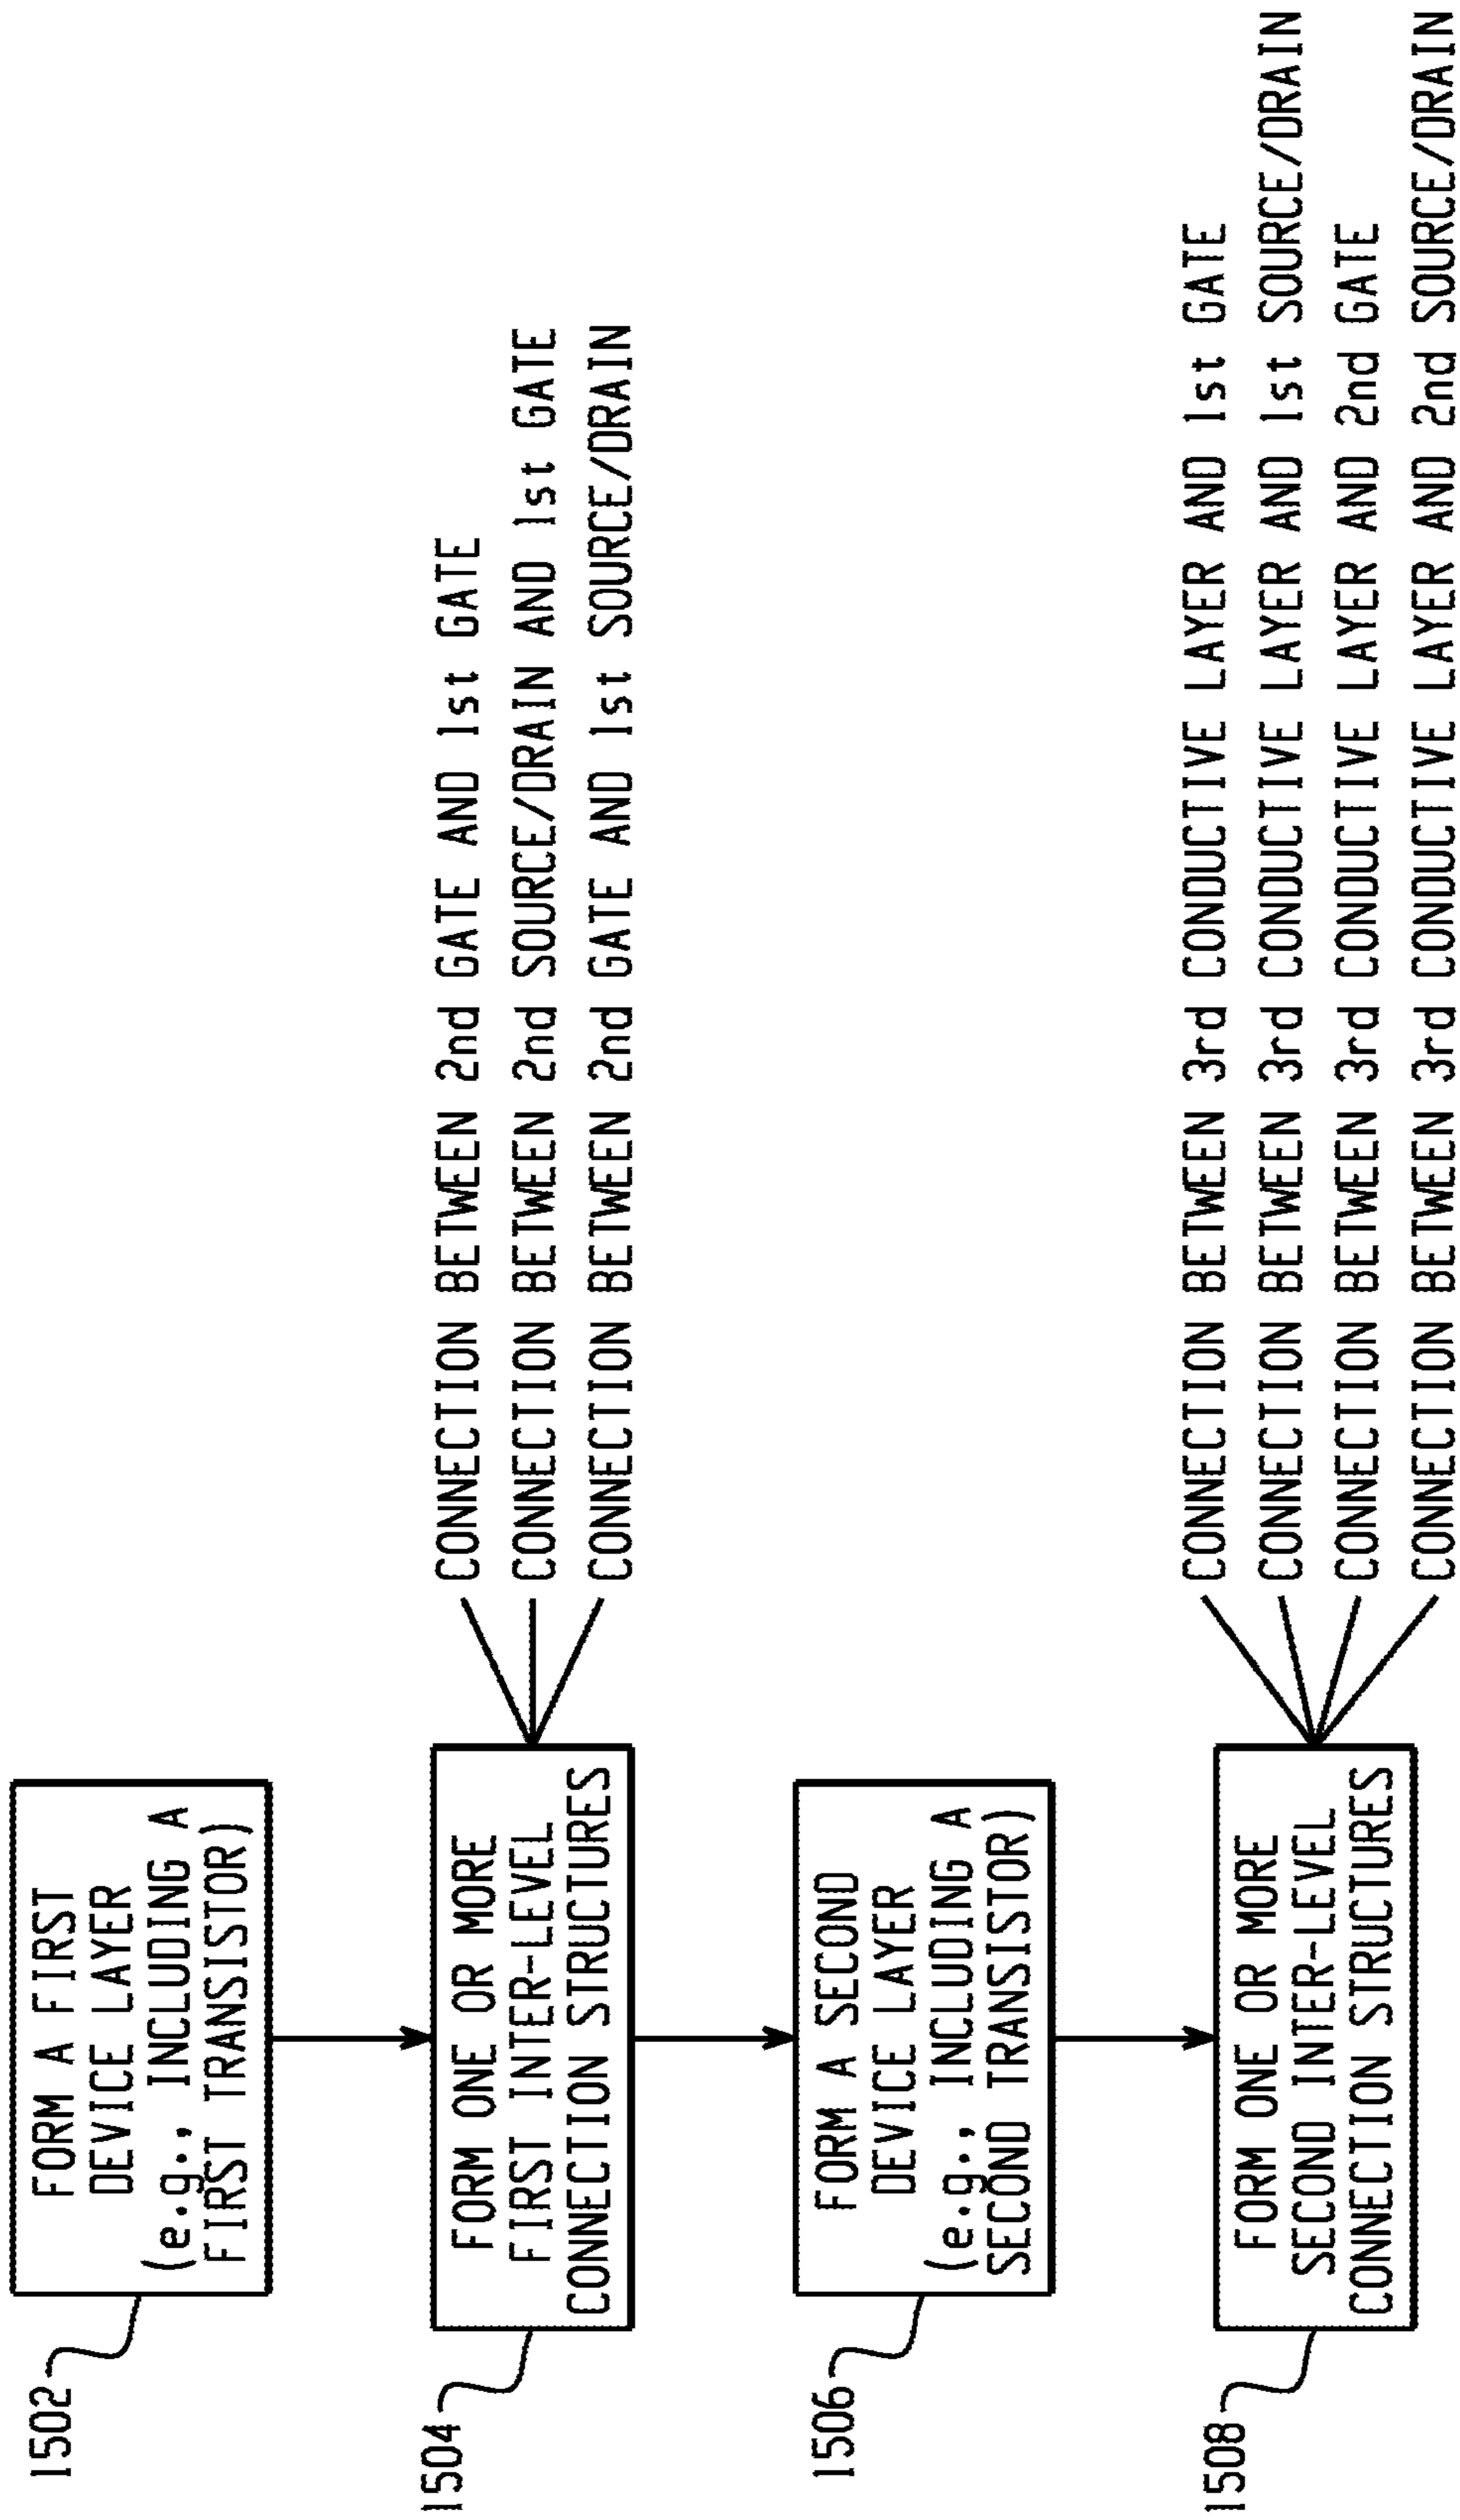 1502
FORM A FIRST
DEVICE LAYER
(e.g., INCLUDING A
FIRST TRANSISTOR)
1504
FORM ONE OR MORE
FIRST INTER-LEVEL
CONNECTION STRUCTURES
CONNECTION BETWEEN 2nd GATE AND 1st GATE
CONNECTION BETWEEN 2nd SOURCE/DRAIN AND 1st GATE
CONNECTION BETWEEN 2nd GATE AND 1st SOURCE/DRAIN
1506
FORM A SECOND
DEVICE LAYER
(e.g., INCLUDING A
SECOND TRANSISTOR)
1508
FORM ONE OR MORE
SECOND INTER-LEVEL
CONNECTION STRUCTURES
CONNECTION BETWEEN 3rd CONDUCTIVE LAYER AND 1st GATE
CONNECTION BETWEEN 3rd CONDUCTIVE LAYER AND 1st SOURCE/DRAIN
CONNECTION BETWEEN 3rd CONDUCTIVE LAYER AND 2nd GATE
CONNECTION BETWEEN 3rd CONDUCTIVE LAYER AND 2nd SOURCE/DRAIN